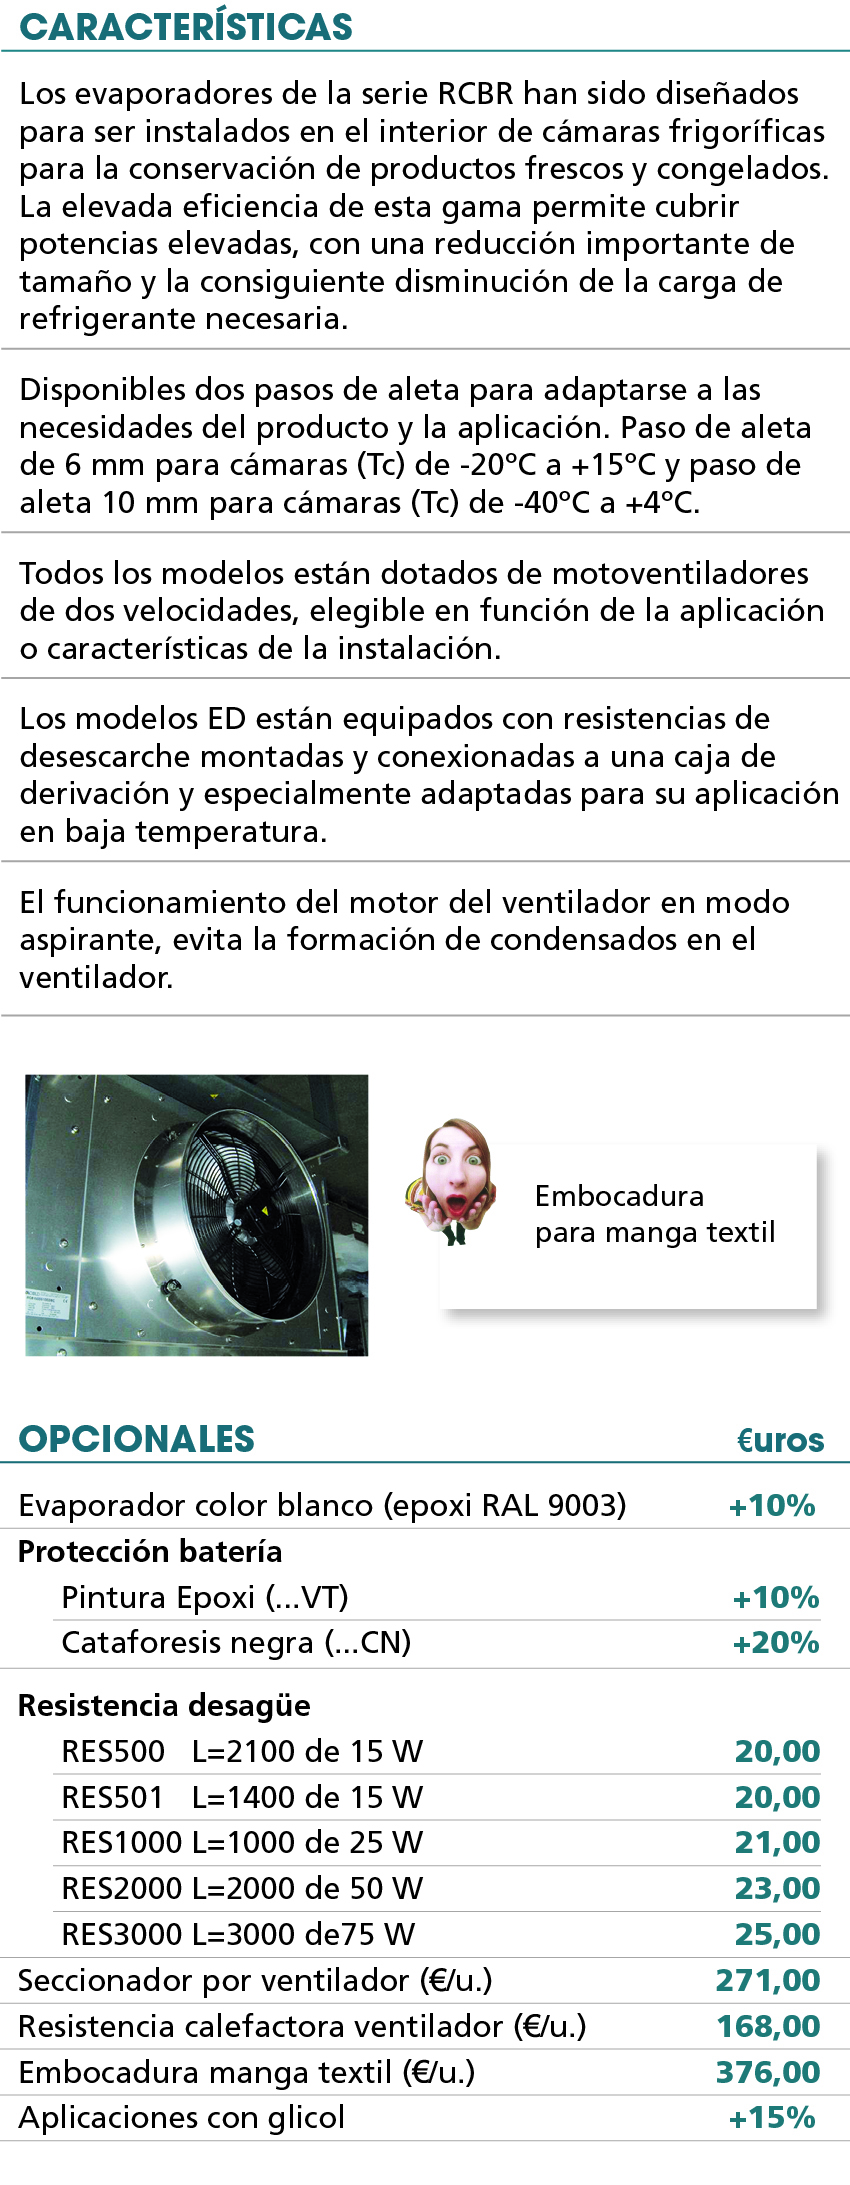 CARACTERÍSTICAS
Los evaporadores de la serie RCBR han sido diseñados
para ser instalados en el interior de cámaras frigoríficas
para la conservación de productos frescos y congelados.
La elevada eficiencia de esta gama permite cubrir
potencias elevadas, con una reducción importante de
tamaño y la consiguiente disminución de la carga de
refrigerante necesaria.
Disponibles dos pasos de aleta para adaptarse a las
necesidades del producto y la aplicación. Paso de aleta
de 6 mm para cámaras (Tc) de -20ºC a +15ºC y paso de
aleta 10 mm para cámaras (Tc) de -40ºC a +4ºC.
Todos los modelos están dotados de motoventiladores
de dos velocidades, elegible en función de la aplicación
o características de la instalación.
Los modelos ED están equipados con resistencias de
desescarche montadas y conexionadas a una caja de
derivación y especialmente adaptadas para su aplicación
en baja temperatura.
El funcionamiento del motor del ventilador en modo
aspirante, evita la formación de condensados en el
ventilador.
Embocadura
para manga textil
OPCIONALES €uros
Evaporador color blanco (epoxi RAL 9003) +10%
Protección batería
Pintura Epoxi (...VT) +10%
Cataforesis negra (...CN) +20%
Resistencia desagüe
RES500 L=2100 de 15 W 20,00
RES501 L=1400 de 15 W 20,00
RES1000 L=1000 de 25 W 21,00
RES2000 L=2000 de 50 W 23,00
RES3000 L=3000 de75 W 25,00
Seccionador por ventilador (€/u.) 271,00
Resistencia calefactora ventilador (€/u.) 168,00
Embocadura manga textil (€/u.) 376,00
Aplicaciones con glicol +15%